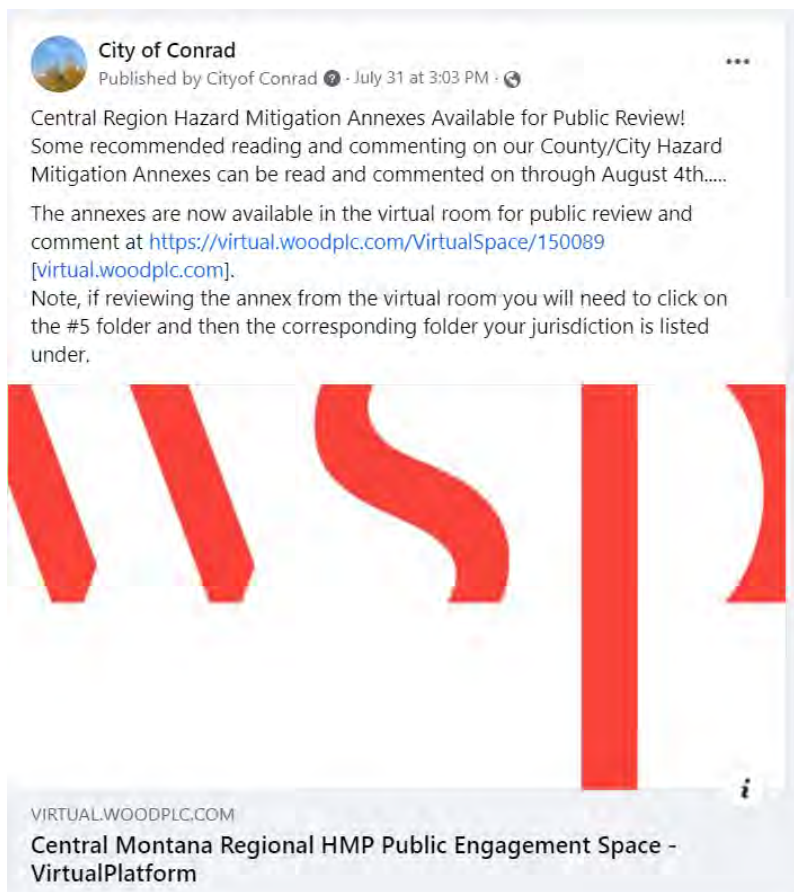 City of Conrad
Published by Cityof Conrad ? · July 31 at 3:03 PM ·
Central Region Hazard Mitigation Annexes Available for Public Review!
Some recommended reading and commenting on our County/City Hazard
Mitigation Annexes can be read and commented on through August 4th.....
The annexes are now available in the virtual room for public review and
comment at https://virtual.woodplc.com/VirtualSpace/150089
[virtual.woodplc.com].
Note, if reviewing the annex from the virtual room you will need to click on
the #5 folder and then the corresponding folder your jurisdiction is listed
under.
wsp
i
VIRTUAL.WOODPLC.COM
Central Montana Regional HMP Public Engagement Space -
VirtualPlatform